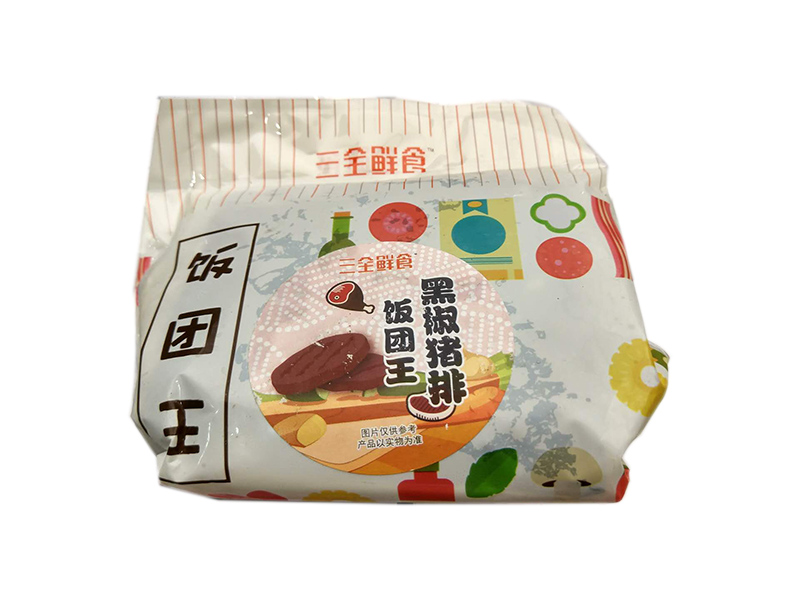 三全鲜食
饭团王
三全鲜食
黑椒猪排
饭团王
图片仅供参考
产品以实物为准